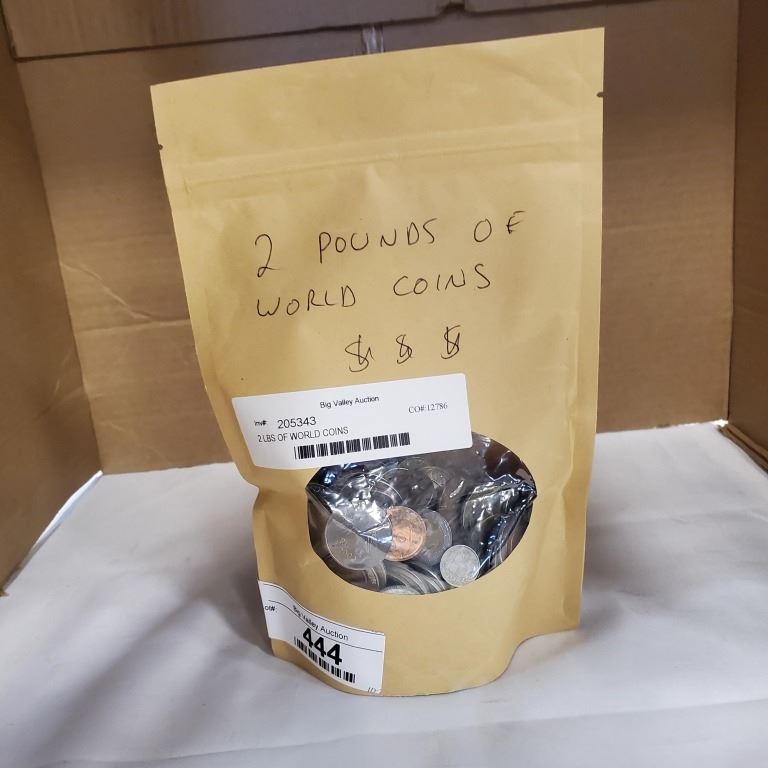 2 POUNDS OF
WORLD COINS
$ $ $
Big Valley Auction
Inv#: 205343 CO#:12786
2 LBS OF WORLD COINS
Big Valley Auction
ot#:
444